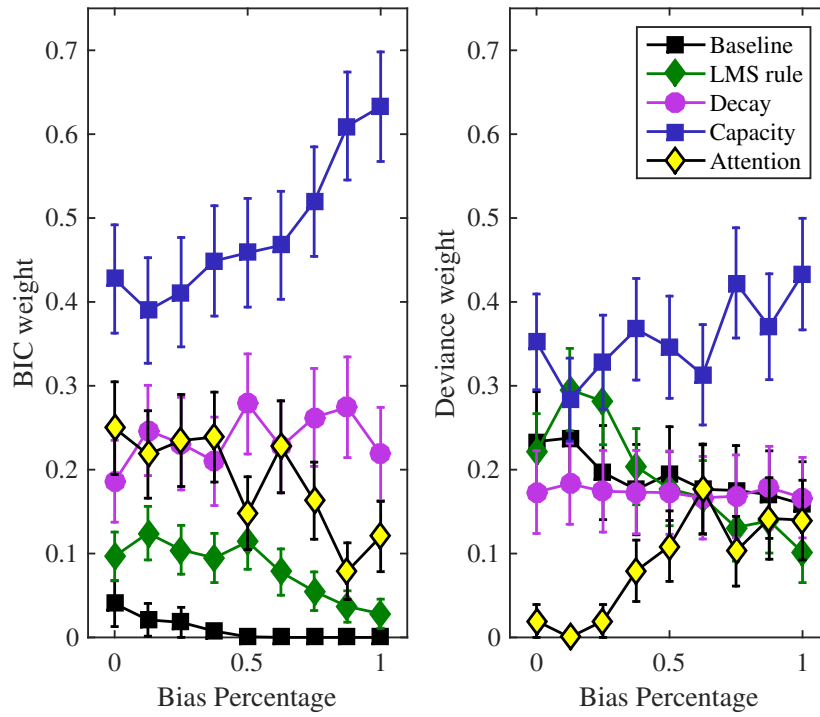 BIC weight
0.7
0.6
0.5
0.4
0.3
0.2
0.1
0
0
0.5
1
Bias Percentage
Deviance weight
0.7
0.6
0.5
0.4
0.3
0.2
0.1
0
0
0.5
1
Bias Percentage
Baseline
LMS rule
Decay
Capacity
Attention